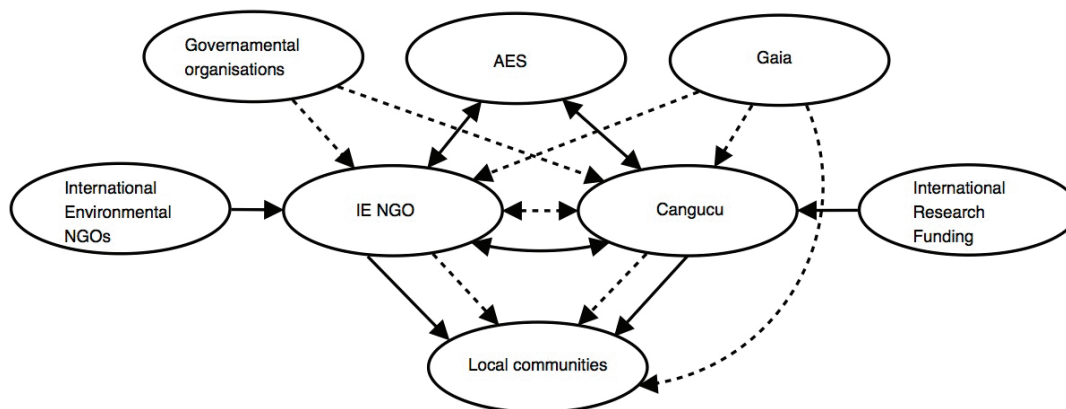 Governamental
organisations
AES
Gaia
International
Environmental
NGOs
IE NGO
Cangucu
International
Research
Funding
Local communities